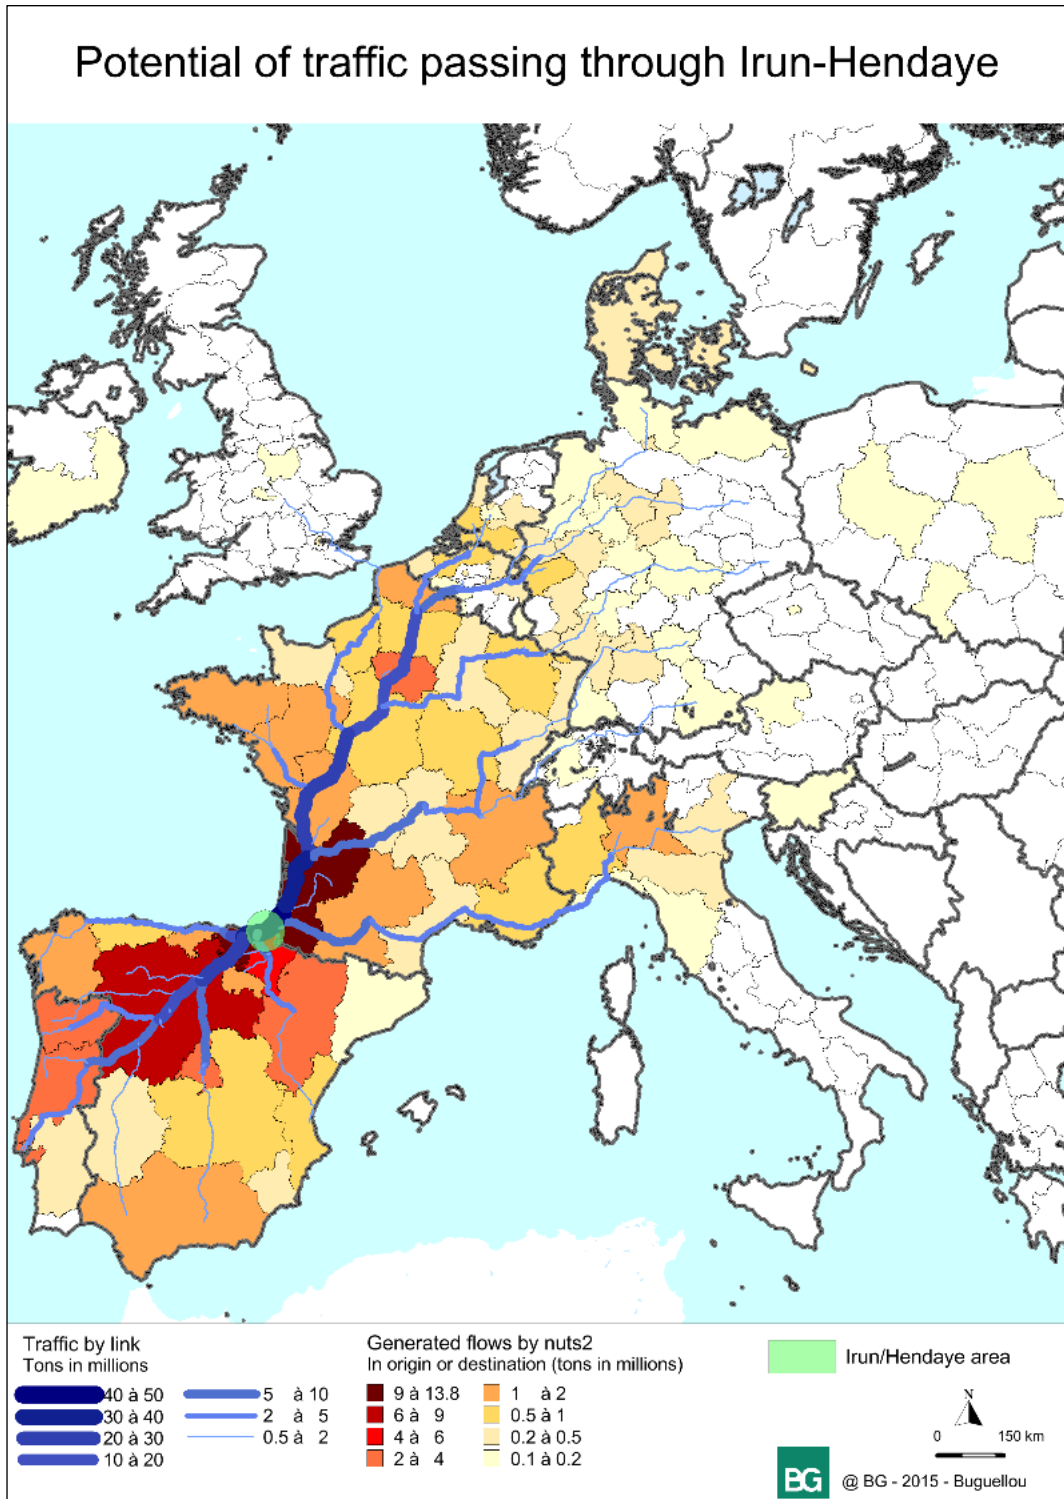 Potential of traffic passing through Irun-Hendaye
Traffic by link
Tons in millions
40 à 50
30 à 40
20 à 30
10 à 20
5 à 10
2 à 5
0.5 à 2
Generated flows by nuts2
In origin or destination (tons in millions)
9 à 13.8
6 à 9
4 à 6
2 à 4
1 à 2
0.5 à 1
0.2 à 0.5
0.1 à 0.2
Irun/Hendaye area
N
0 150 km
BG
@ BG - 2015 - Buguellou